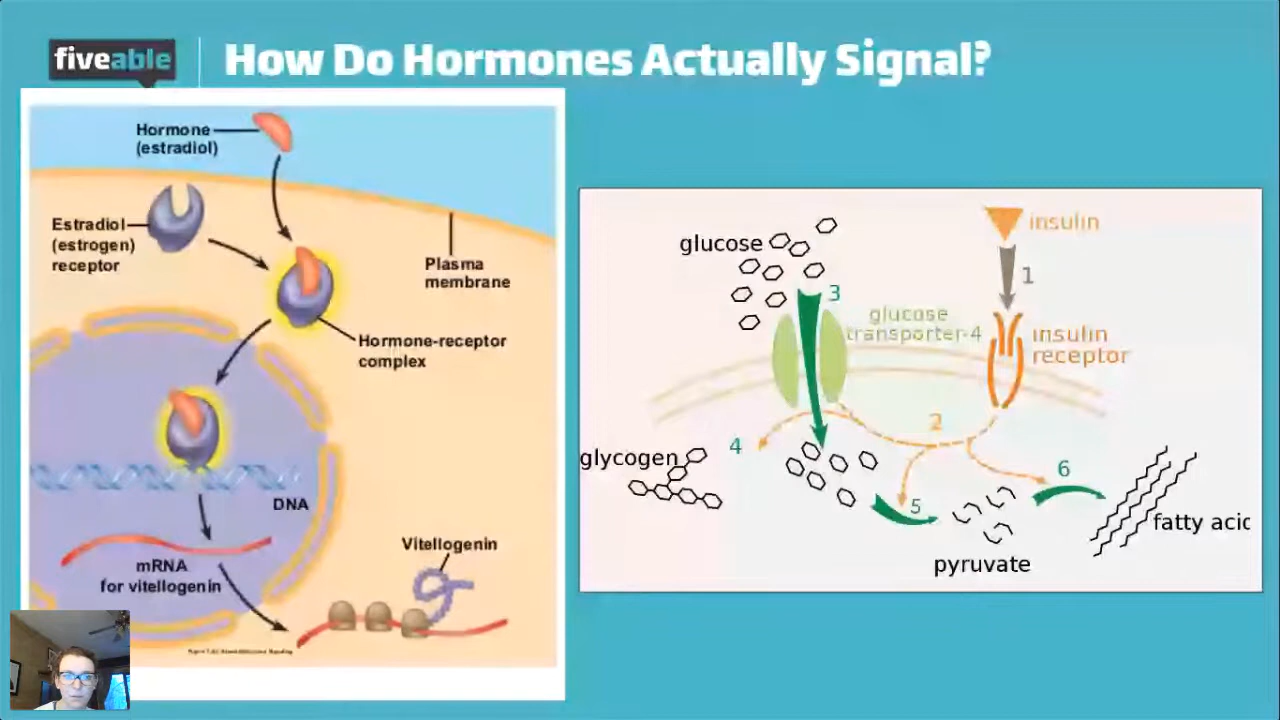 fiveable
How Do Hormones Actually Signal?
Hormone
(estradiol)
Estradiol
(estrogen)
receptor
Plasma
membrane
Hormone-receptor
complex
DNA
mRNA
for vitellogenin
Vitellogenin
glucose
insulin
1
3
glucose
transporter-4
insulin
receptor
2
4
glycogen
5
6
fatty acid
pyruvate